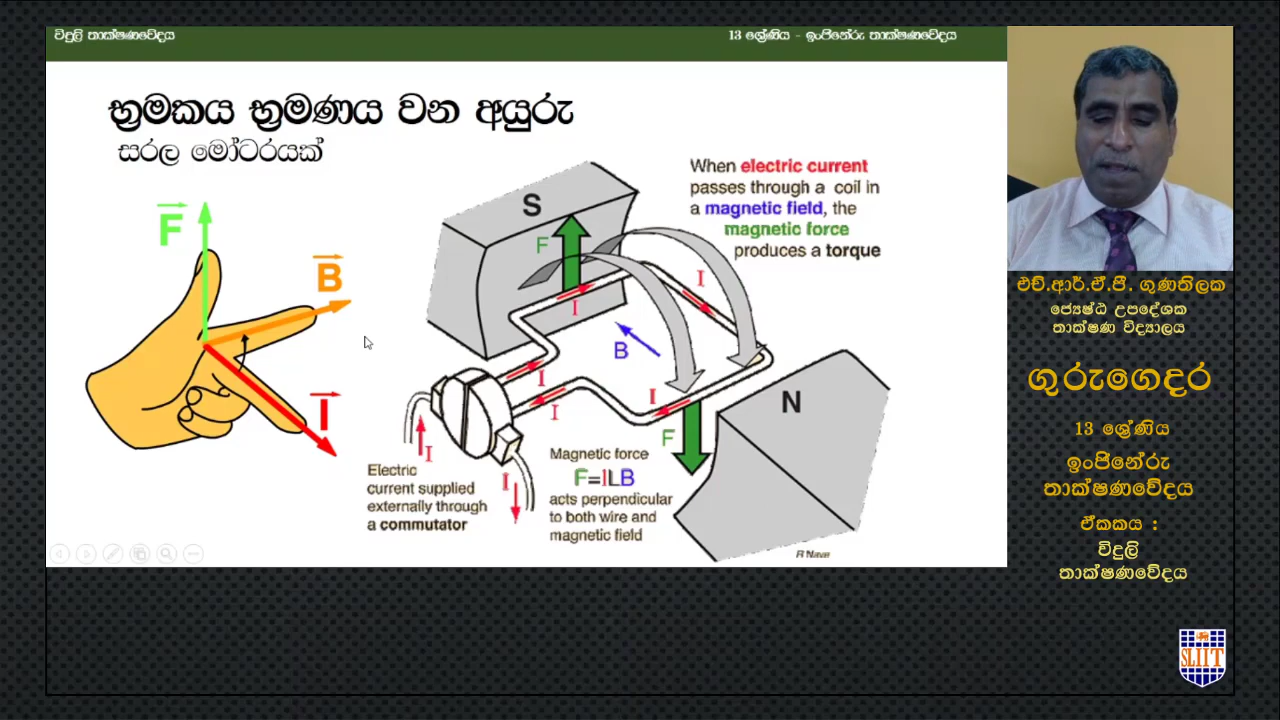 විදුලි තාක්ෂණවේදය
13 ශ්‍රේණිය - ඉංජිනේරු තාක්ෂණවේදය
භ්‍රමකය භ්‍රමණය වන අයුරු
සරල මෝටරයක්
F
B
I
S
F
I
I
B
I
I
I
F
N
I
I
When electric current
passes through a coil in
a magnetic field, the
magnetic force
produces a torque
Electric
current supplied
externally through
a commutator
Magnetic force
F=ILB
acts perpendicular
to both wire and
magnetic field
R Nave
එච්.ආර්.ඒ.පී. ගුණතිලක
ජ්‍යෙෂ්ඨ උපදේශක
තාක්ෂණ විද්‍යාලය
ගුරුගෙදර
13 ශ්‍රේණිය
ඉංජිනේරු
තාක්ෂණවේදය
ඒකකය :
විදුලි
තාක්ෂණවේදය
SLIIT